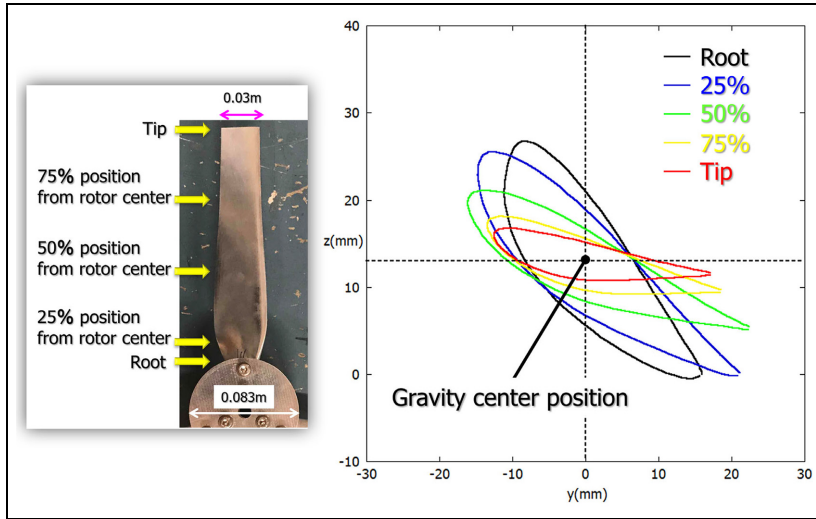 0.03m
Tip
75% position
from rotor center
50% position
from rotor center
25% position
from rotor center
Root
0.083m
40
30
20
z(mm)
10
0
-10
-30
-20
-10
0
10
20
30
y(mm)
Root
25%
50%
75%
Tip
Gravity center position